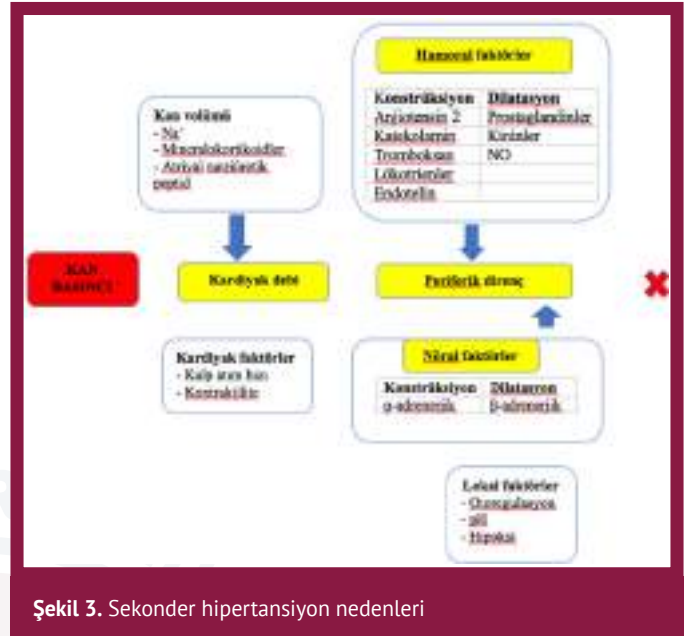 Humoral faktörler
Konstrüksiyon Dilatasyon
Anjiotensin 2 Prostaglandinler
Katekolamin Kininler
Tromboksan NO
Lökotrienler
Endotelin
Kan volümü
- Na⁺
- Mineralokortikoidler
- Atriyal natriüretik
peptid
KAN
BASINCI
Kardiyak debi
Periferik direnç
Kardiyak faktörler
- Kalp atım hızı
- Kontraktilite
Nöral faktörler
Konstrüksiyon Dilatasyon
α-adrenerjik β-adrenerjik
Lokal faktörler
- Otoregulasyon
- pH
- Hipoksi
Şekil 3. Sekonder hipertansiyon nedenleri